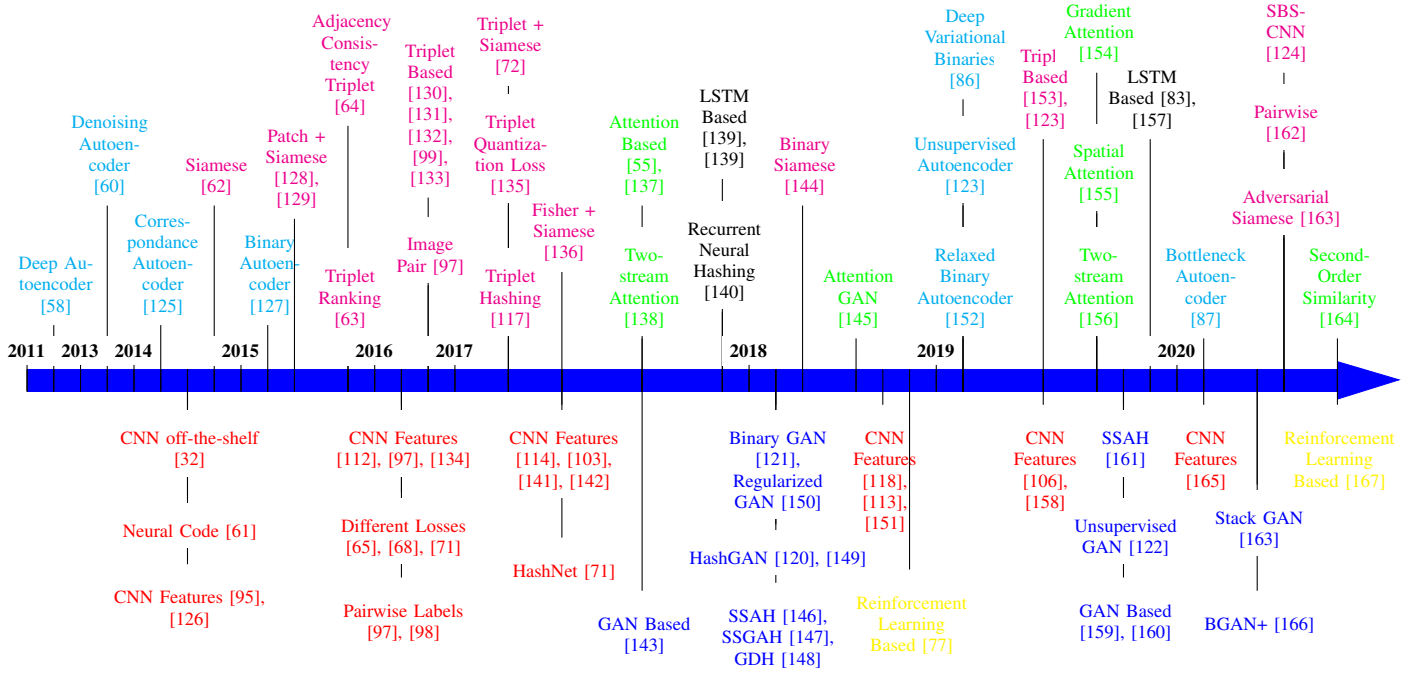 Deep Au-
toencoder
[58]
Denoising
Autoen-
coder
[60]
Corres-
pondance
Autoen-
coder
[125]
Siamese
[62]
Binary
Autoen-
coder
[127]
Patch +
Siamese
[128],
[129]
Adjacency
Consis-
tency
Triplet
[64]
Triplet
Ranking
[63]
Triplet
Based
[130],
[131],
[132],
[99],
[133]
Image
Pair [97]
Triplet +
Siamese
[72]
Triplet
Quantiza-
tion Loss
[135]
Triplet
Hashing
[117]
Fisher +
Siamese
[136]
Attention
Based
[55],
[137]
Two-
stream
Attention
[138]
LSTM
Based
[139],
[139]
Recurrent
Neural
Hashing
[140]
Binary
Siamese
[144]
Attention
GAN
[145]
Deep
Variational
Binaries
[86]
Unsupervised
Autoencoder
[123]
Relaxed
Binary
Autoencoder
[152]
Tripl
Based
[153],
[123]
Gradient
Attention
[154]
Spatial
Attention
[155]
Two-
stream
Attention
[156]
LSTM
Based [83],
[157]
Bottleneck
Autoen-
coder
[87]
SBS-
CNN
[124]
Pairwise
[162]
Adversarial
Siamese [163]
Second-
Order
Similarity
[164]
2011 2013 2014 2015 2016 2017 2018 2019 2020
CNN off-the-shelf
[32]
Neural Code [61]
CNN Features [95],
[126]
CNN Features
[112], [97], [134]
Different Losses
[65], [68], [71]
Pairwise Labels
[97], [98]
CNN Features
[114], [103],
[141], [142]
HashNet [71]
GAN Based
[143]
Binary GAN
[121],
Regularized
GAN [150]
HashGAN [120], [149]
SSAH [146],
SSGAH [147],
GDH [148]
CNN
Features
[118],
[113],
[151]
Reinforcement
Learning
Based [77]
CNN
Features
[106],
[158]
SSAH
[161]
Unsupervised
GAN [122]
GAN Based
[159], [160]
CNN
Features
[165]
Stack GAN
[163]
BGAN+ [166]
Reinforcement
Learning
Based [167]